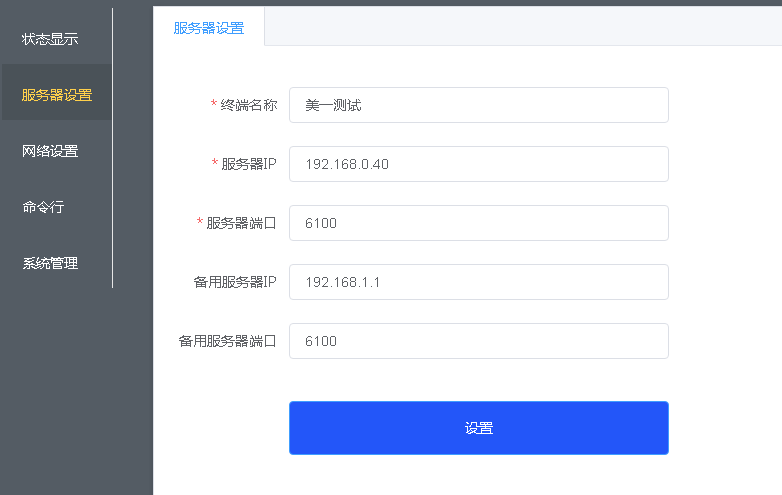 状态显示
服务器设置
网络设置
命令行
系统管理
服务器设置
* 终端名称 美一测试
* 服务器IP 192.168.0.40
* 服务器端口 6100
备用服务器IP 192.168.1.1
备用服务器端口 6100
设置